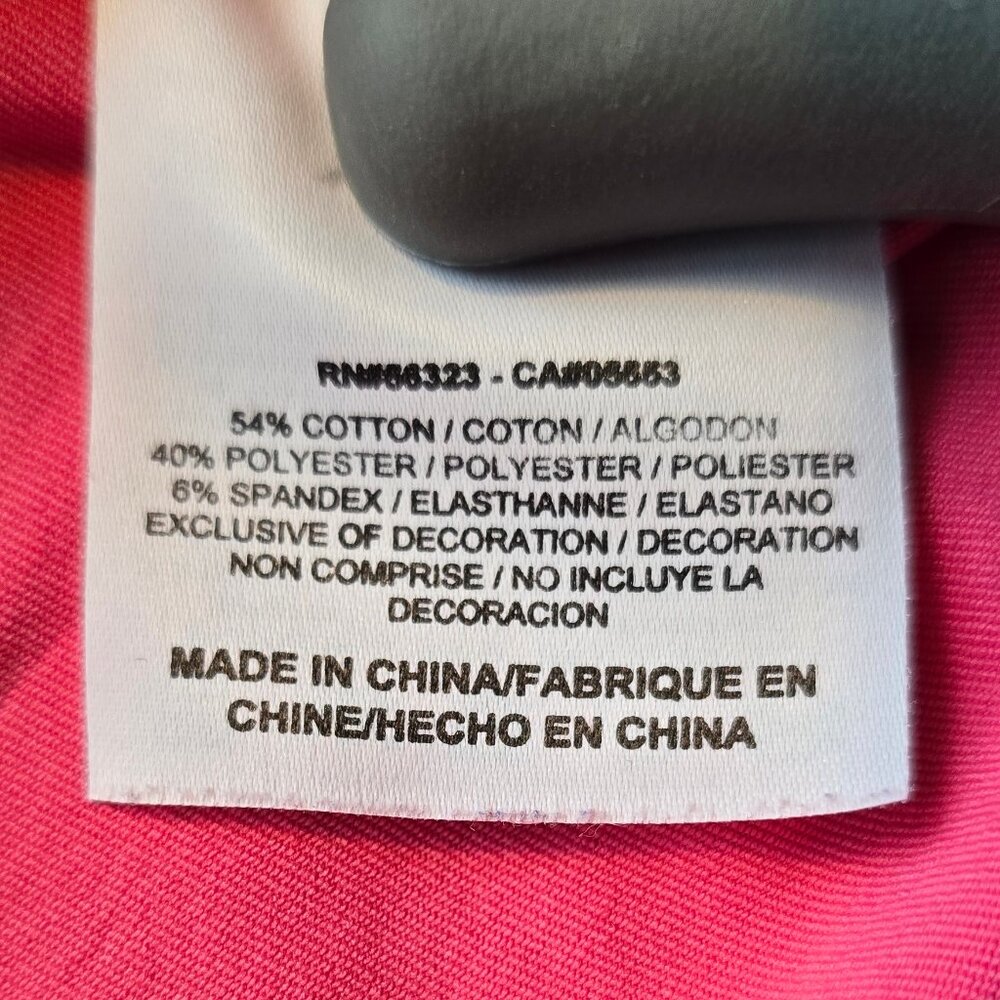 54% COTTON / COTON / ALGODON
40% POLYESTER / POLYESTER / POLIESTER
6% SPANDEX / ELASTHANNE / ELASTANO
EXCLUSIVE OF DECORATION / DECORATION
NON COMPRISE / NO INCLUYE LA
DECORACION
MADE IN CHINA/FABRIQUE EN
CHINE/HECHO EN CHINA